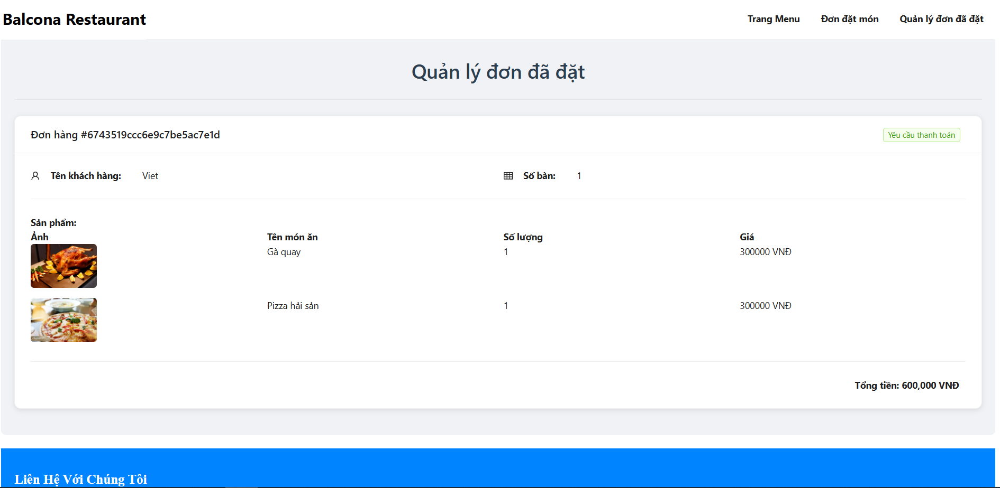 Balcona Restaurant
Trang Menu Đơn đặt món Quản lý đơn đã đặt
Quản lý đơn đã đặt
Đơn hàng #6743519ccc6e9c7be5ac7e1d Yêu cầu thanh toán
Tên khách hàng: Viet Số bàn: 1
Sản phẩm:
Ảnh Tên món ăn Số lượng Giá
Gà quay 1 300000 VNĐ
Pizza hải sản 1 300000 VNĐ
Tổng tiền: 600,000 VNĐ
Liên Hệ Với Chúng Tôi